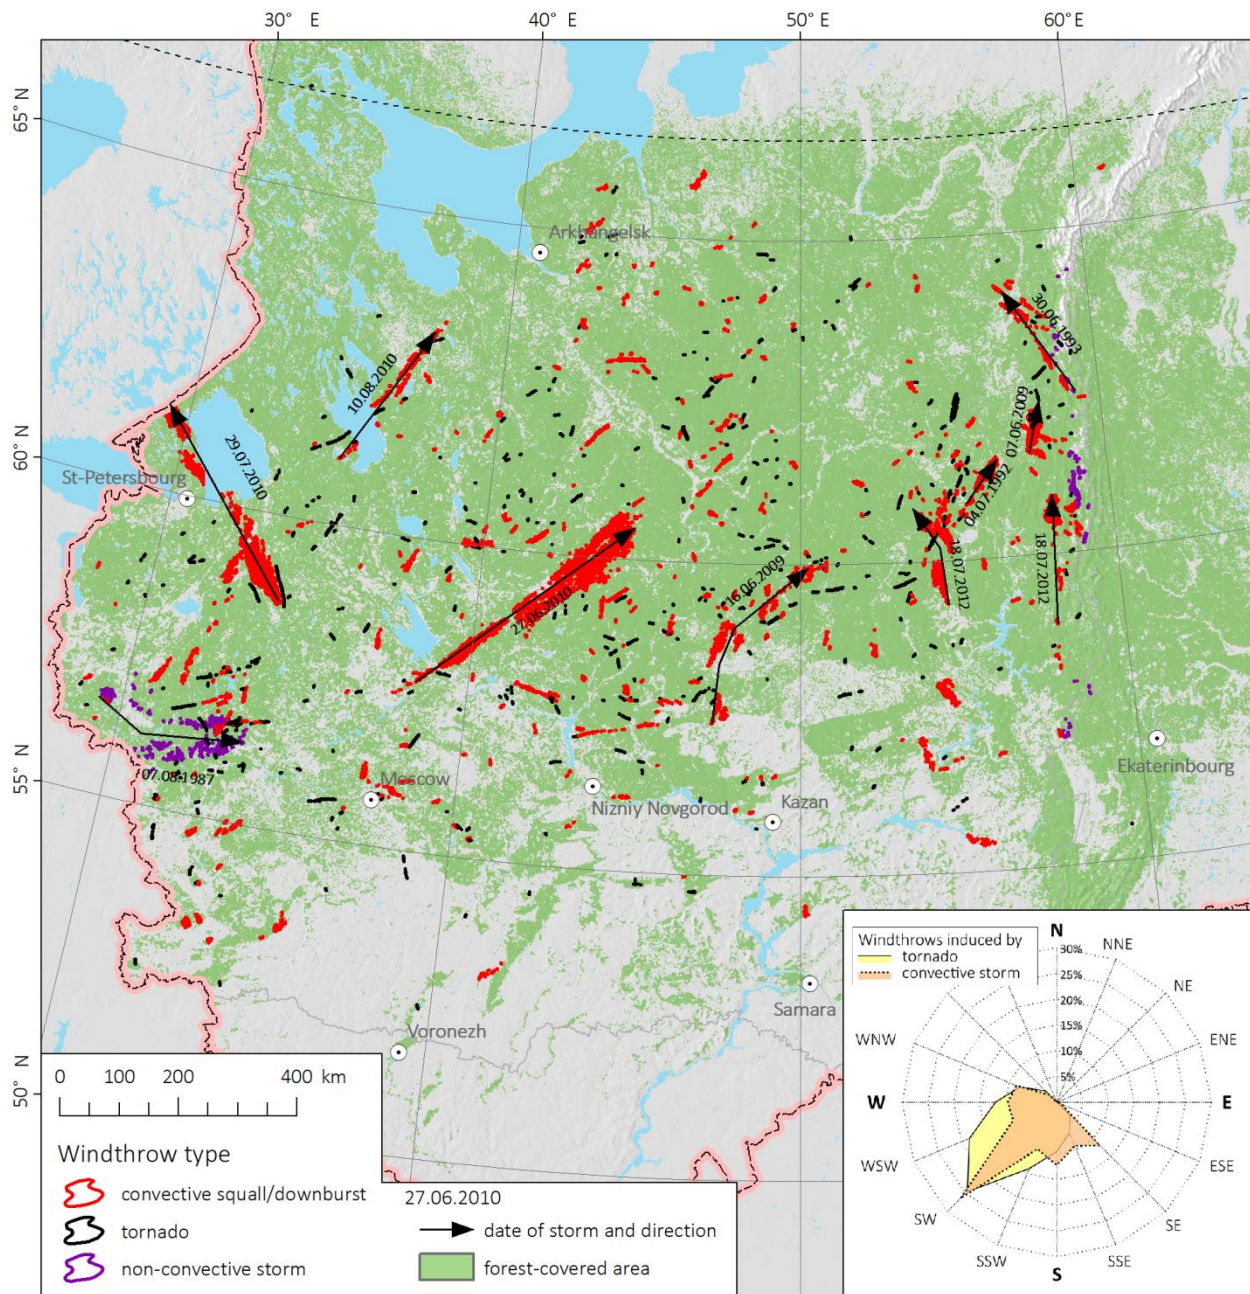 30° E
40° E
50° E
60° E
65° N
60° N
55° N
50° N
Arkhangelsk
30.06.1993
10.08.2010
07.06.2009
29.07.2010
St-Petersbourg
04.07.1992
18.07.2012
18.07.2012
16.06.2009
27.06.2010
07.08.1987
Moscow
Nizniy Novgorod
Kazan
Ekaterinbourg
Samara
Voronezh
0 100 200 400 km
Windthrow type
convective squall/downburst
tornado
non-convective storm
27.06.2010
date of storm and direction
forest-covered area
Windthrows induced by
tornado
convective storm
N
NNE
NE
ENE
E
ESE
SE
SSE
S
SSW
SW
WSW
W
WNW
30%
25%
20%
15%
10%
5%